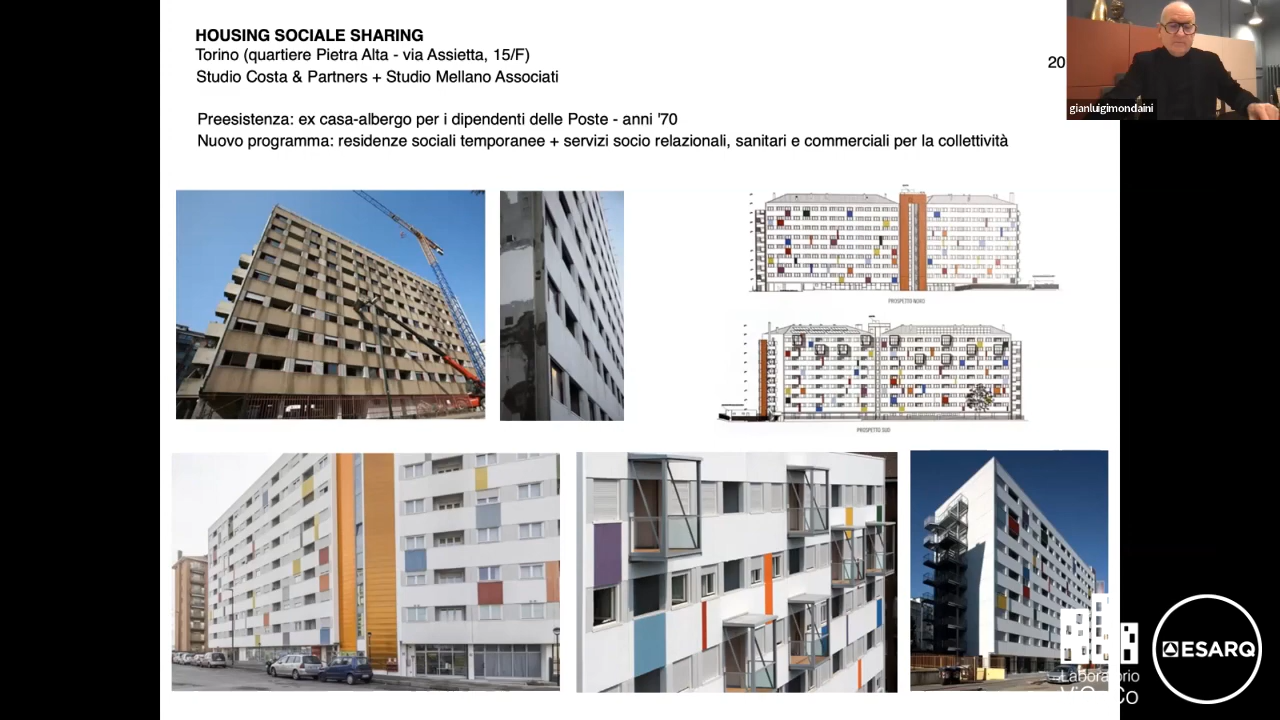 HOUSING SOCIALE SHARING
Torino (quartiere Pietra Alta - via Assietta, 15/F)
Studio Costa & Partners + Studio Mellano Associati
20
gianluigimondaini
Preesistenza: ex casa-albergo per i dipendenti delle Poste - anni '70
Nuovo programma: residenze sociali temporanee + servizi socio relazionali, sanitari e commerciali per la collettività
PROSPETTO NORD
PROSPETTO SUD
Laboratorio
ESARQ